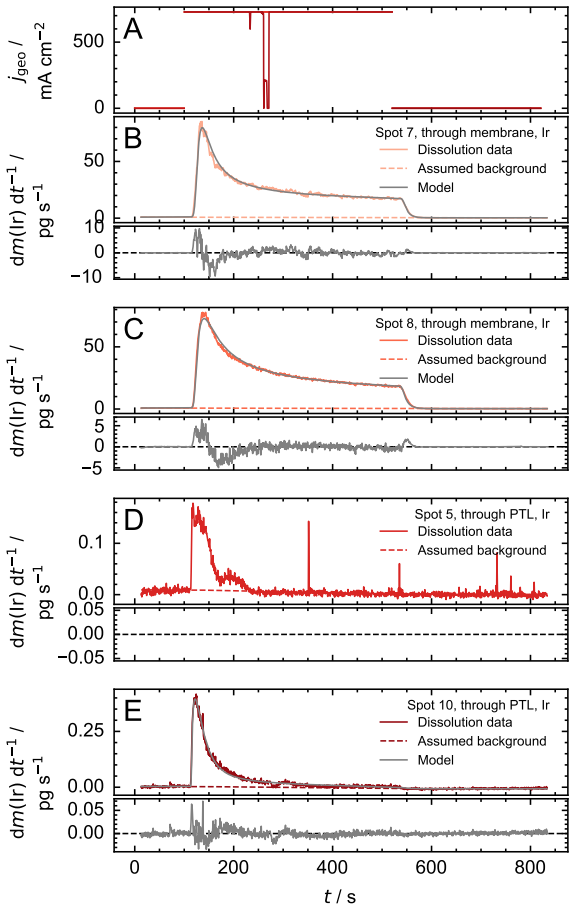 A
500
0
j geo /
mA cm−2
B
Spot 7, through membrane, Ir
Dissolution data
Assumed background
Model
50
0
10
0
−10
dm(Ir) dt−1 /
pg s−1
C
Spot 8, through membrane, Ir
Dissolution data
Assumed background
Model
50
0
5
0
−5
dm(Ir) dt−1 /
pg s−1
D
Spot 5, through PTL, Ir
Dissolution data
Assumed background
0.1
0.0
0.05
0.00
−0.05
dm(Ir) dt−1 /
pg s−1
E
Spot 10, through PTL, Ir
Dissolution data
Assumed background
Model
0.25
0.00
0.05
0.00
dm(Ir) dt−1 /
pg s−1
0 200 400 600 800
t / s